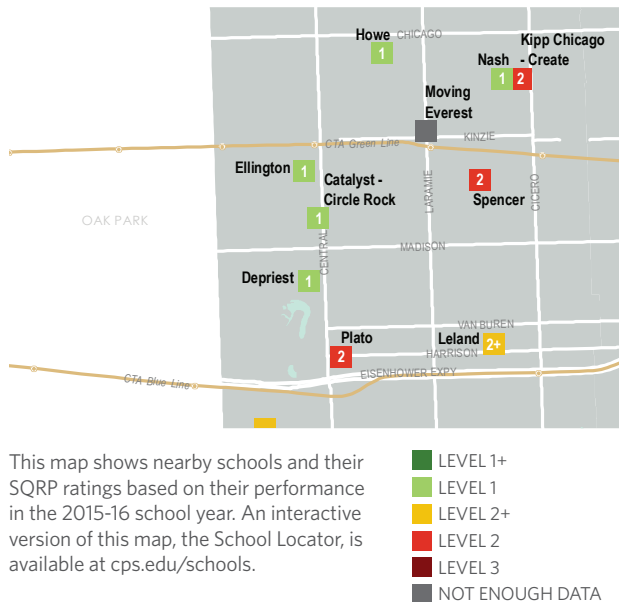 Howe
CHICAGO
Kipp Chicago
Nash - Create
1
1 2
Moving
Everest
KINZIE
CTA Green Line
Ellington
1
Catalyst -
Circle Rock
1
LARAMIE
2
Spencer
CICERO
OAK PARK
CENTRAL
MADISON
Depriest
1
VAN BUREN
Plato
Leland
2+
2
HARRISON
EISENHOWER EXPY
CTA Blue Line
This map shows nearby schools and their
SQRP ratings based on their performance
in the 2015-16 school year. An interactive
version of this map, the School Locator, is
available at cps.edu/schools.
LEVEL 1+
LEVEL 1
LEVEL 2+
LEVEL 2
LEVEL 3
NOT ENOUGH DATA